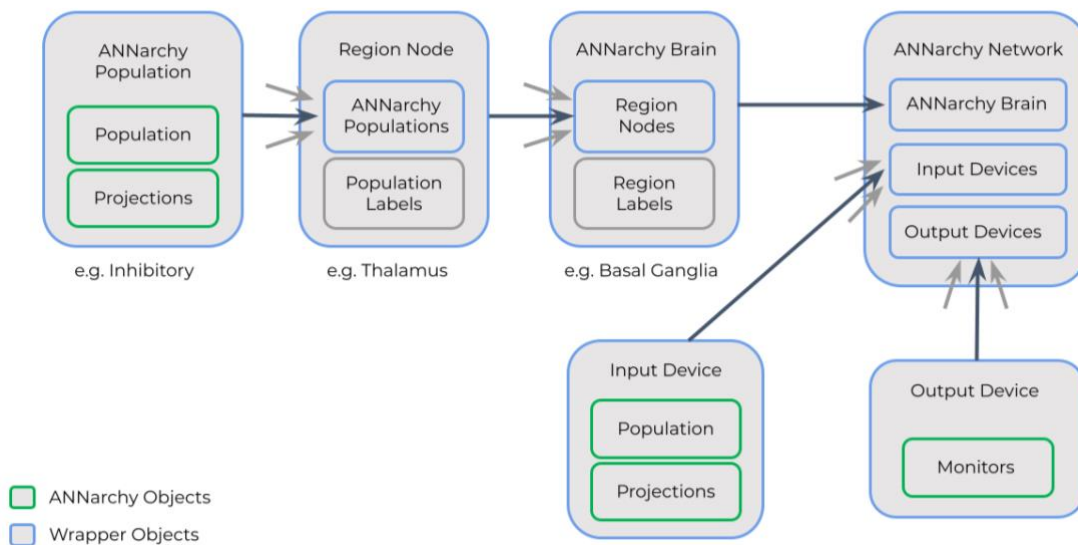 ANNarchy
Population
Population
Projections
e.g. Inhibitory
Region Node
ANNarchy
Populations
Population
Labels
e.g. Thalamus
ANNarchy Brain
Region
Nodes
Region
Labels
e.g. Basal Ganglia
ANNarchy Network
ANNarchy Brain
Input Devices
Output Devices
Input Device
Population
Projections
Output Device
Monitors
ANNarchy Objects
Wrapper Objects